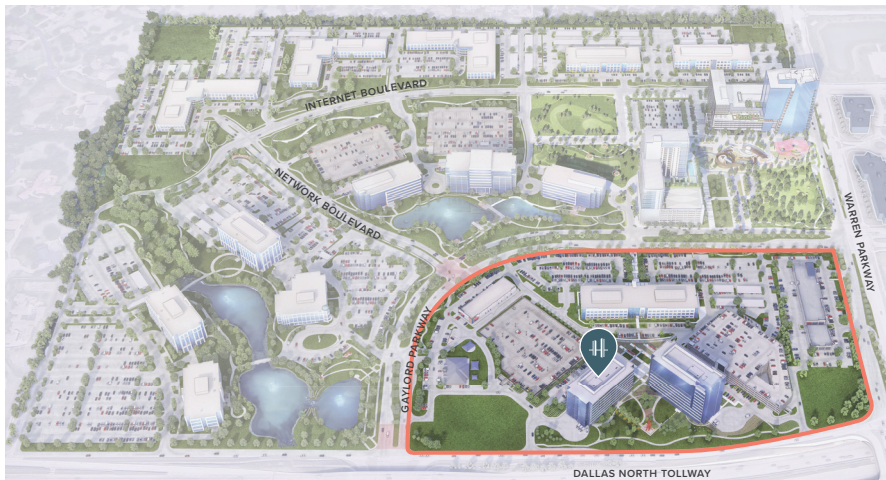 INTERNET BOULEVARD
NETWORK BOULEVARD
WARREN PARKWAY
GAYLORD PARKWAY
DALLAS NORTH TOLLWAY